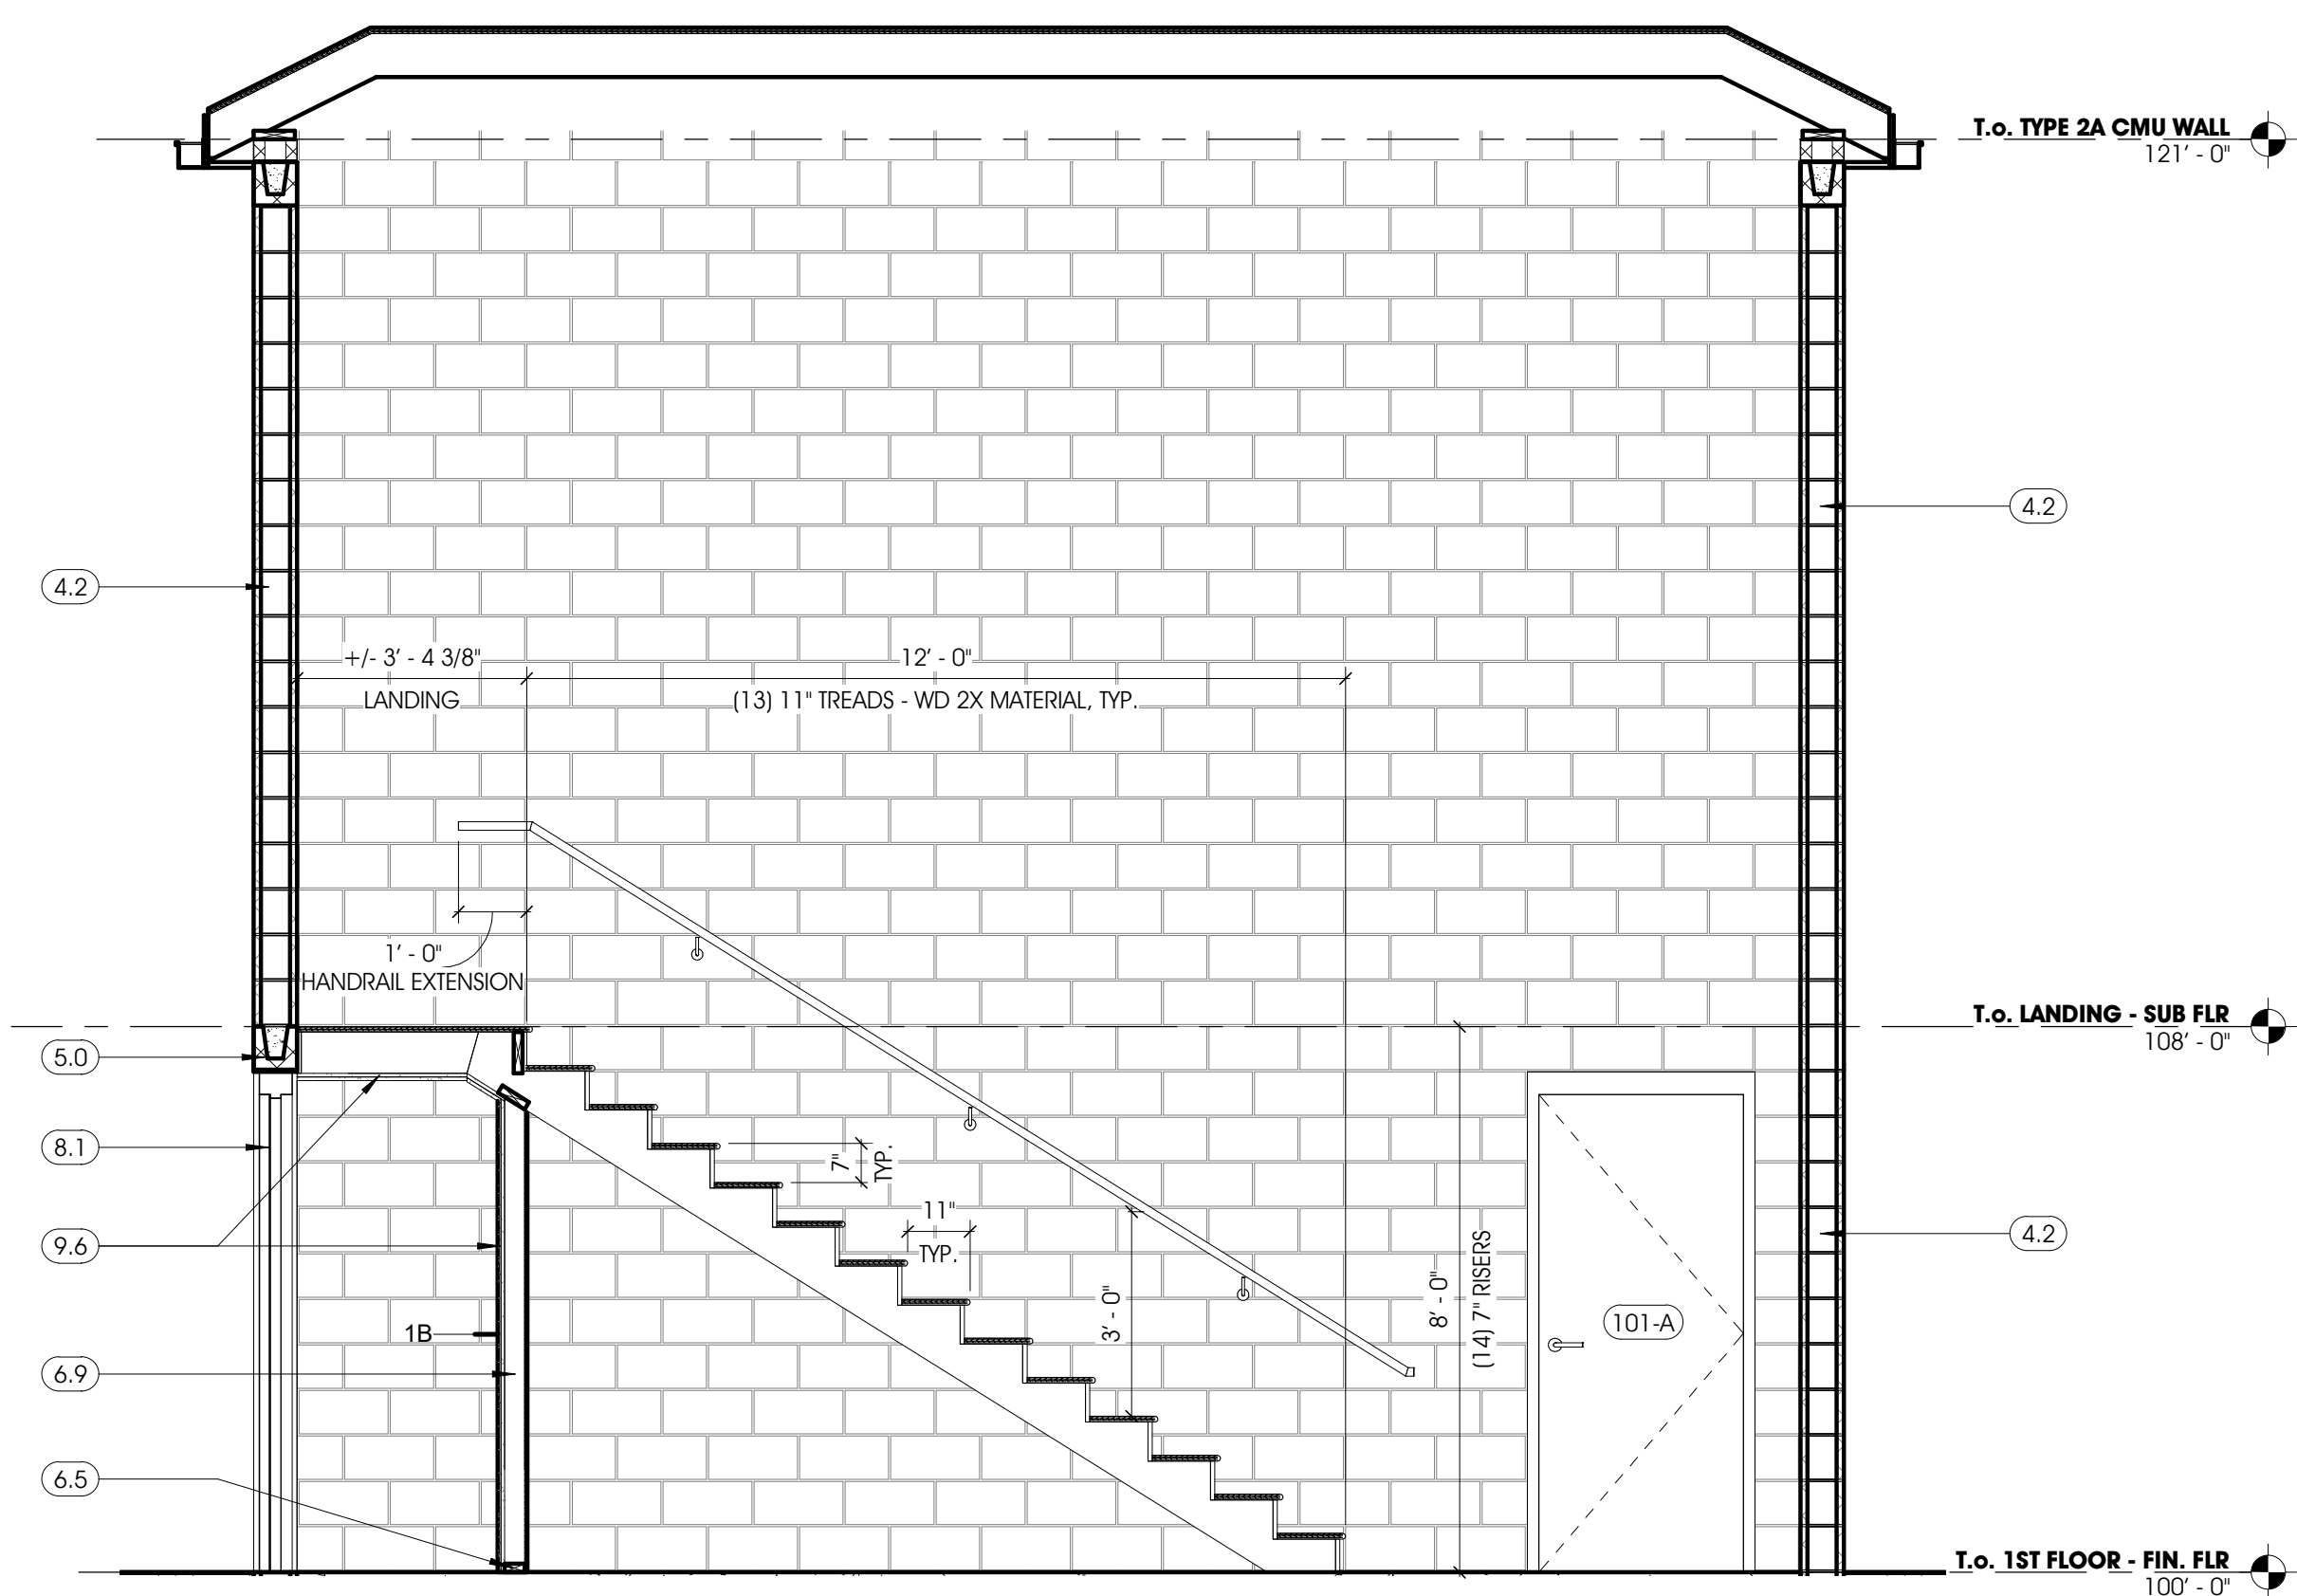 T.o. TYPE 2A CMU WALL
121' - 0"
4.2
4.2
+/- 3' - 4 3/8"
12' - 0"
LANDING
(13) 11" TREADS - WD 2X MATERIAL, TYP.
1' - 0"
HANDRAIL EXTENSION
T.o. LANDING - SUB FLR
108' - 0"
5.0
8.1
7"
TYP.
11"
TYP.
9.6
4.2
3' - 0"
8' - 0"
(14) 7" RISERS
101-A
1B
6.9
6.5
T.o. 1ST FLOOR - FIN. FLR
100' - 0"